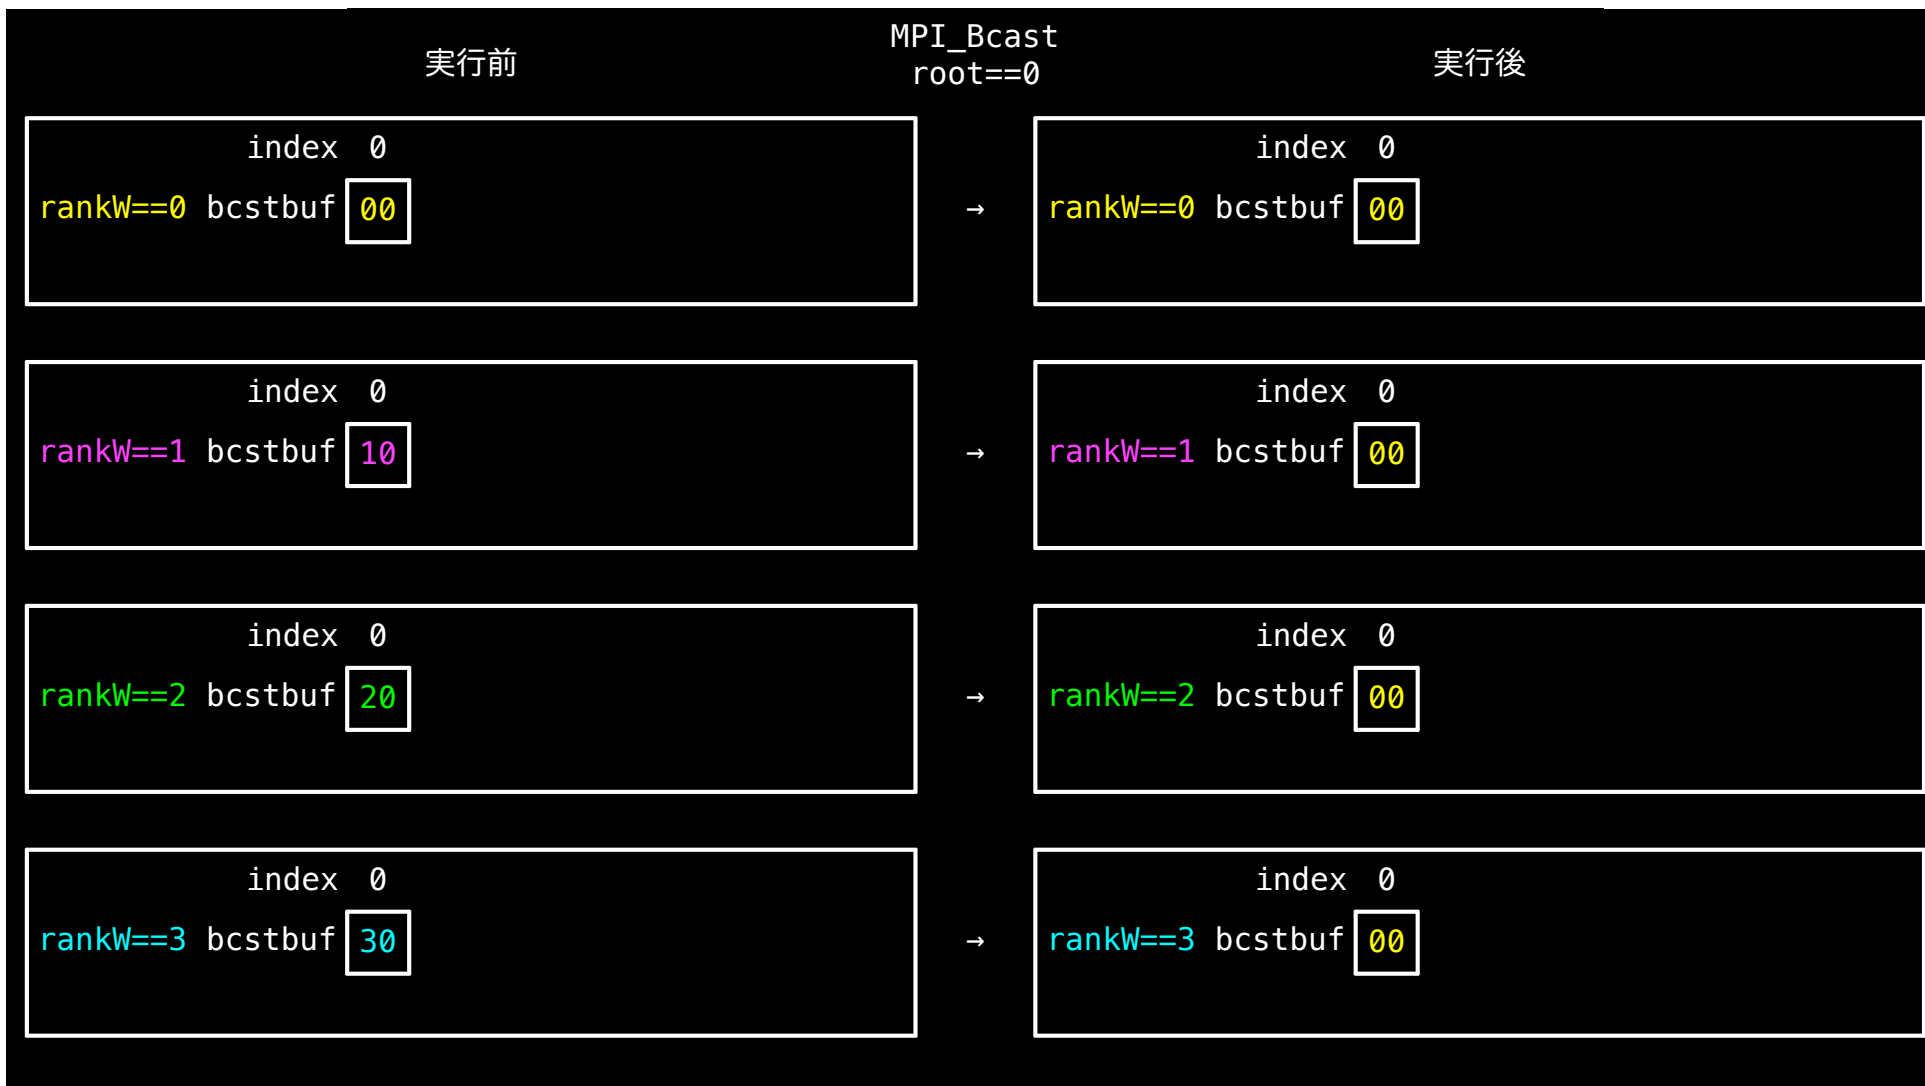 実行前 MPI_Bcast 実行後
root==0
index 0 index 0
rankW==0 bcstbuf 00 → rankW==0 bcstbuf 00
index 0 index 0
rankW==1 bcstbuf 10 → rankW==1 bcstbuf 00
index 0 index 0
rankW==2 bcstbuf 20 → rankW==2 bcstbuf 00
index 0 index 0
rankW==3 bcstbuf 30 → rankW==3 bcstbuf 00